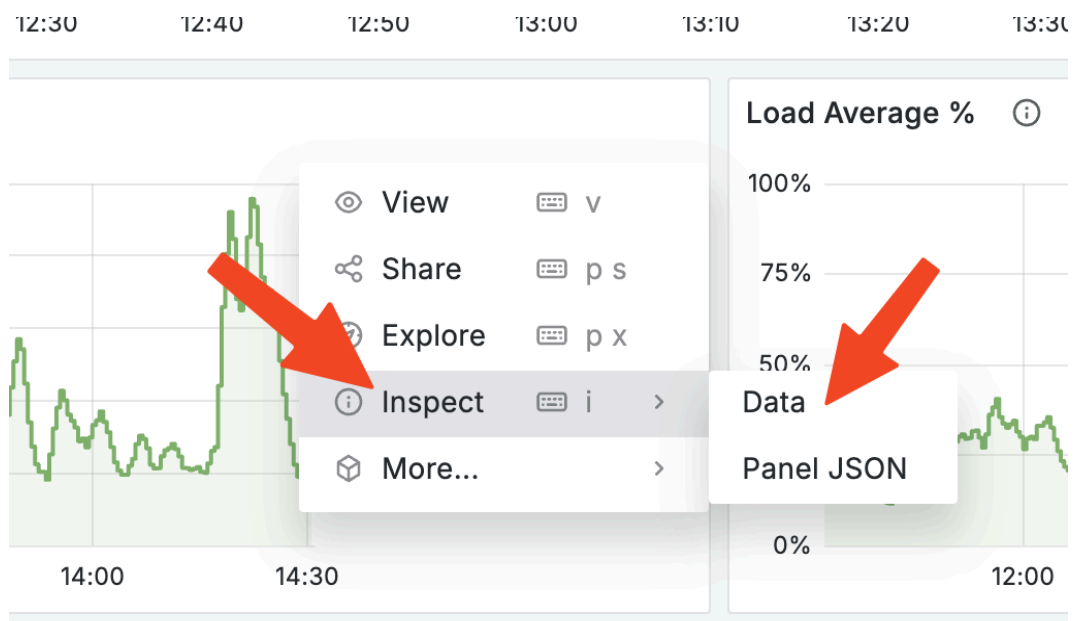 12:30 12:40 12:50 13:00 13:10 13:20 13:30
Load Average %
View v
Share p s
Explore p x
Inspect i
More...
Data
Panel JSON
100%
75%
50%
0%
14:00 14:30
12:00